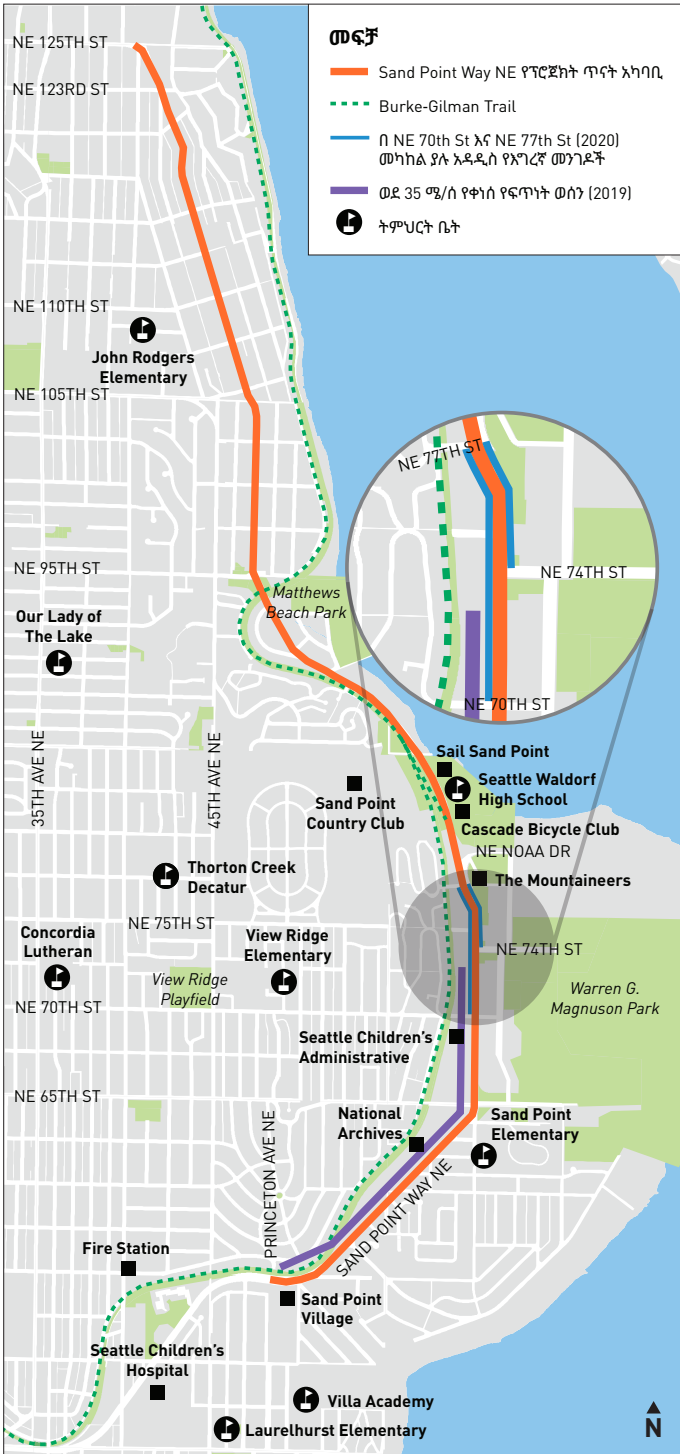 መፍቻ
Sand Point Way NE የፕሮጀክት ጥናት አካባቢ
Burke-Gilman Trail
በ NE 70th St እና NE 77th St (2020)
መካከል ያሉ አዳዲስ የእግረኛ መንገዶች
ወደ 35 ሜ/ሰ የቀነሰ የፍጥነት ወሰን (2019)
ትምህርት ቤት
NE 125TH ST
NE 123RD ST
NE 110TH ST
John Rodgers
Elementary
NE 105TH ST
NE 77TH ST
NE 74TH ST
NE 70TH ST
NE 95TH ST
Matthews
Beach Park
Our Lady of
The Lake
35TH AVE NE
45TH AVE NE
Sand Point
Country Club
Sail Sand Point
Seattle Waldorf
High School
Cascade Bicycle Club
NE NOAA DR
The Mountaineers
Thorton Creek
Decatur
NE 75TH ST
NE 74TH ST
Concordia
Lutheran
View Ridge
Elementary
View Ridge
Playfield
Warren G.
Magnuson Park
NE 70TH ST
Seattle Children's
Administrative
NE 65TH ST
National
Archives
Sand Point
Elementary
PRINCETON AVE NE
SAND POINT WAY NE
Fire Station
Sand Point
Village
Seattle Children's
Hospital
Villa Academy
Laurelhurst Elementary
N